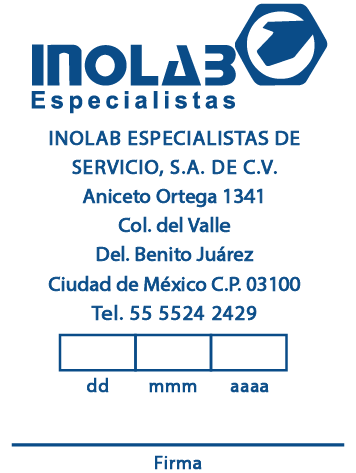 INOLAB
Especialistas
INOLAB ESPECIALISTAS DE
SERVICIO, S.A. DE C.V.
Aniceto Ortega 1341
Col. del Valle
Del. Benito Juárez
Ciudad de México C.P. 03100
Tel. 55 5524 2429
dd mmm aaaa
Firma